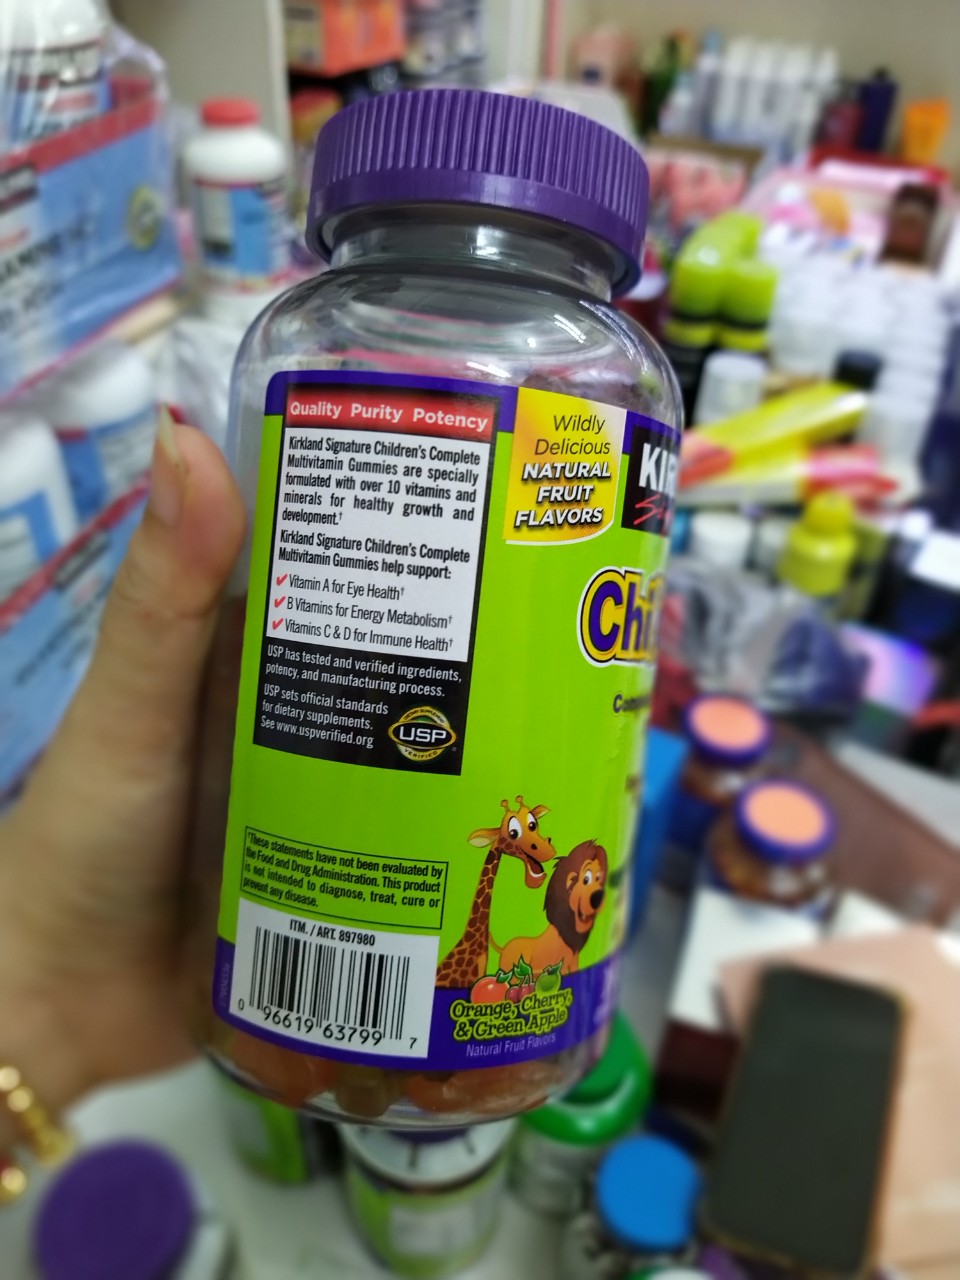 Quality Purity Potency
Kirkland Signature Children's Complete
Multivitamin Gummies are specially
formulated with over 10 vitamins and
minerals for healthy growth and
development.†
Kirkland Signature Children's Complete
Multivitamin Gummies help support:
✓ Vitamin A for Eye Health†
✓ B Vitamins for Energy Metabolism†
✓ Vitamins C & D for Immune Health†
USP has tested and verified ingredients,
potency, and manufacturing process.
USP sets official standards
for dietary supplements.
See www.uspverified.org
DIETARY SUPPLEMENT
USP
VERIFIED
†These statements have not been evaluated by
the Food and Drug Administration. This product
is not intended to diagnose, treat, cure or
prevent any disease.
ITM. / ART. 897980
0 96619 63799 7
Wildly
Delicious
NATURAL
FRUIT
FLAVORS
KI
Chi
Com
Orange, Cherry,
& Green Apple
Natural Fruit Flavors